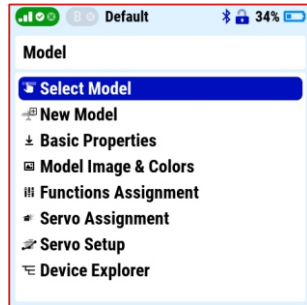 B Default 34%
Model
Select Model
New Model
Basic Properties
Model Image & Colors
Functions Assignment
Servo Assignment
Servo Setup
Device Explorer